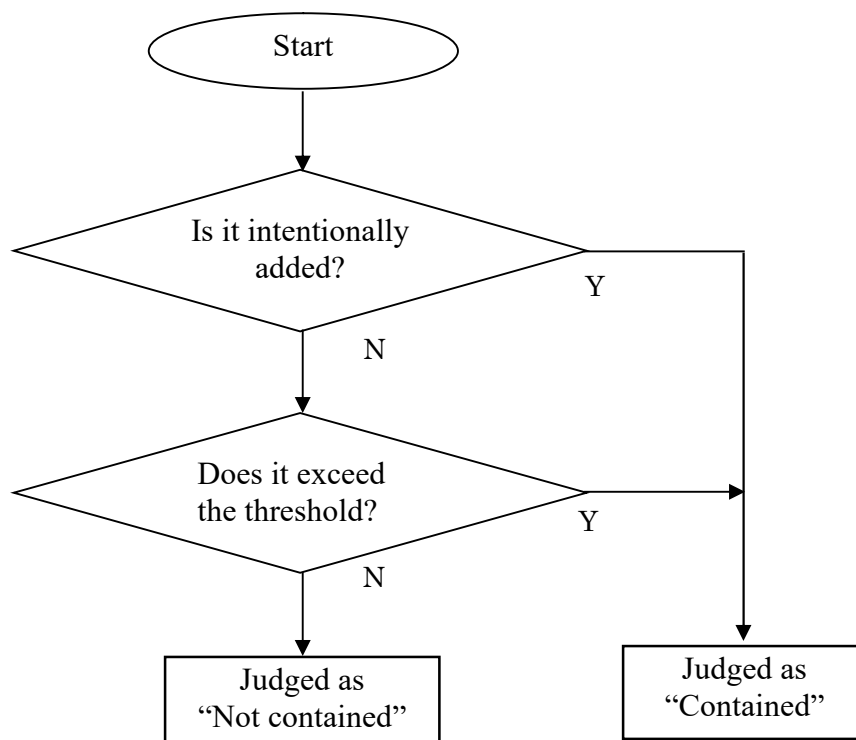 Start
Is it intentionally
added?
Y
N
Does it exceed
the threshold?
Y
N
Judged as
“Not contained”
Judged as
“Contained”